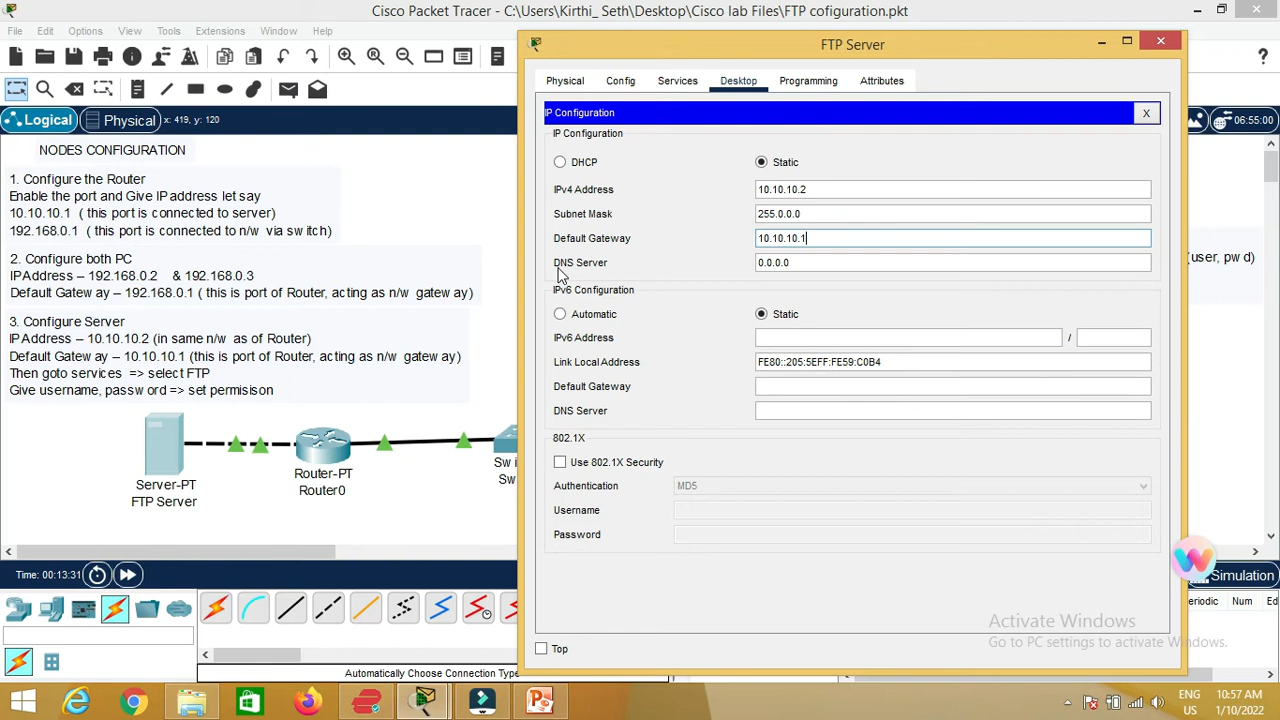 Cisco Packet Tracer - C:\Users\Kirthi_ Seth\Desktop\Cisco lab Files\FTP cofiguration.pkt
File Edit Options View Tools Extensions Window Help
FTP Server
Physical Config Services Desktop Programming Attributes
Logical Physical x: 419, y: 120
06:55:00
IP Configuration X
IP Configuration
DHCP Static
IPv4 Address 10.10.10.2
Subnet Mask 255.0.0.0
Default Gateway 10.10.10.1
DNS Server 0.0.0.0
IPv6 Configuration
Automatic Static
IPv6 Address /
Link Local Address FE80::205:5EFF:FE59:C0B4
Default Gateway
DNS Server
802.1X
Use 802.1X Security
Authentication MD5
Username
Password
Top
NODES CONFIGURATION
1. Configure the Router
Enable the port and Give IP address let say
10.10.10.1 ( this port is connected to server)
192.168.0.1 ( this port is connected to n/w via switch)
2. Configure both PC
IP Address – 192.168.0.2 & 192.168.0.3
Default Gateway – 192.168.0.1 ( this is port of Router, acting as n/w gateway)
3. Configure Server
IP Address – 10.10.10.2 (in same n/w as of Router)
Default Gateway – 10.10.10.1 (this is port of Router, acting as n/w gateway)
Then goto services => select FTP
Give username, password => set permisison
(user, pwd)
Server-PT
FTP Server
Router-PT
Router0
Swi
Sw
Time: 00:13:31
Simulation
eriodic Num Ed
Automatically Choose Connection Type
Activate Windows
Go to PC settings to activate Windows.
ENG
US
10:57 AM
1/10/2022